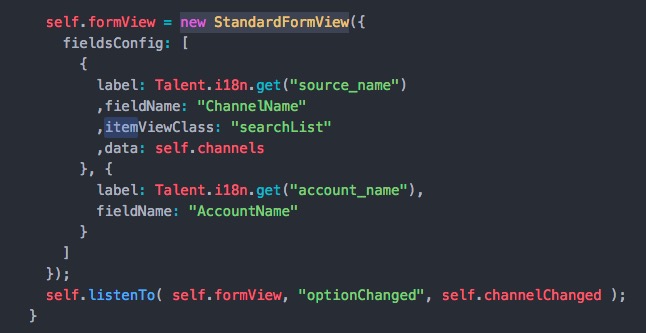 self.formView = new StandardFormView({
fieldsConfig: [
{
label: Talent.i18n.get("source_name")
,fieldName: "ChannelName"
,itemViewClass: "searchList"
,data: self.channels
}, {
label: Talent.i18n.get("account_name"),
fieldName: "AccountName"
}
]
});
self.listenTo( self.formView, "optionChanged", self.channelChanged );
}